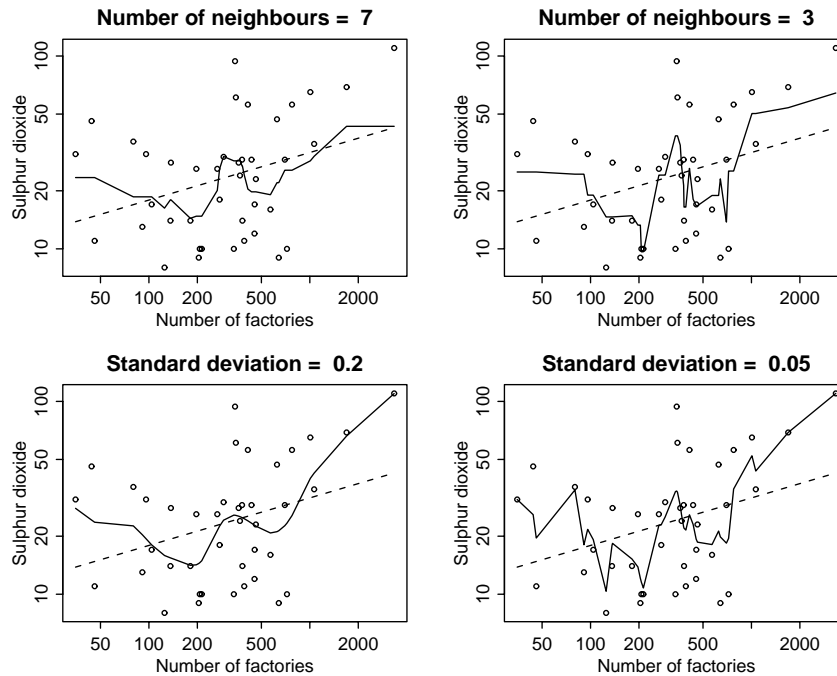 Number of neighbours = 7
Sulphur dioxide
100
50
20
10
50 100 200 500 2000
Number of factories
Number of neighbours = 3
Sulphur dioxide
100
50
20
10
50 100 200 500 2000
Number of factories
Standard deviation = 0.2
Sulphur dioxide
100
50
20
10
50 100 200 500 2000
Number of factories
Standard deviation = 0.05
Sulphur dioxide
100
50
20
10
50 100 200 500 2000
Number of factories